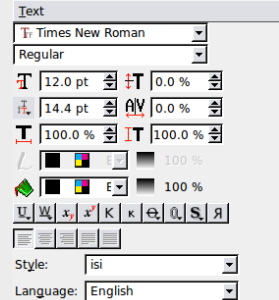 Text
Times New Roman
Regular
12.0 pt 0.0 %
14.4 pt 0.0 %
100.0 % 100.0 %
100 %
100 %
Style: isi
Language: English